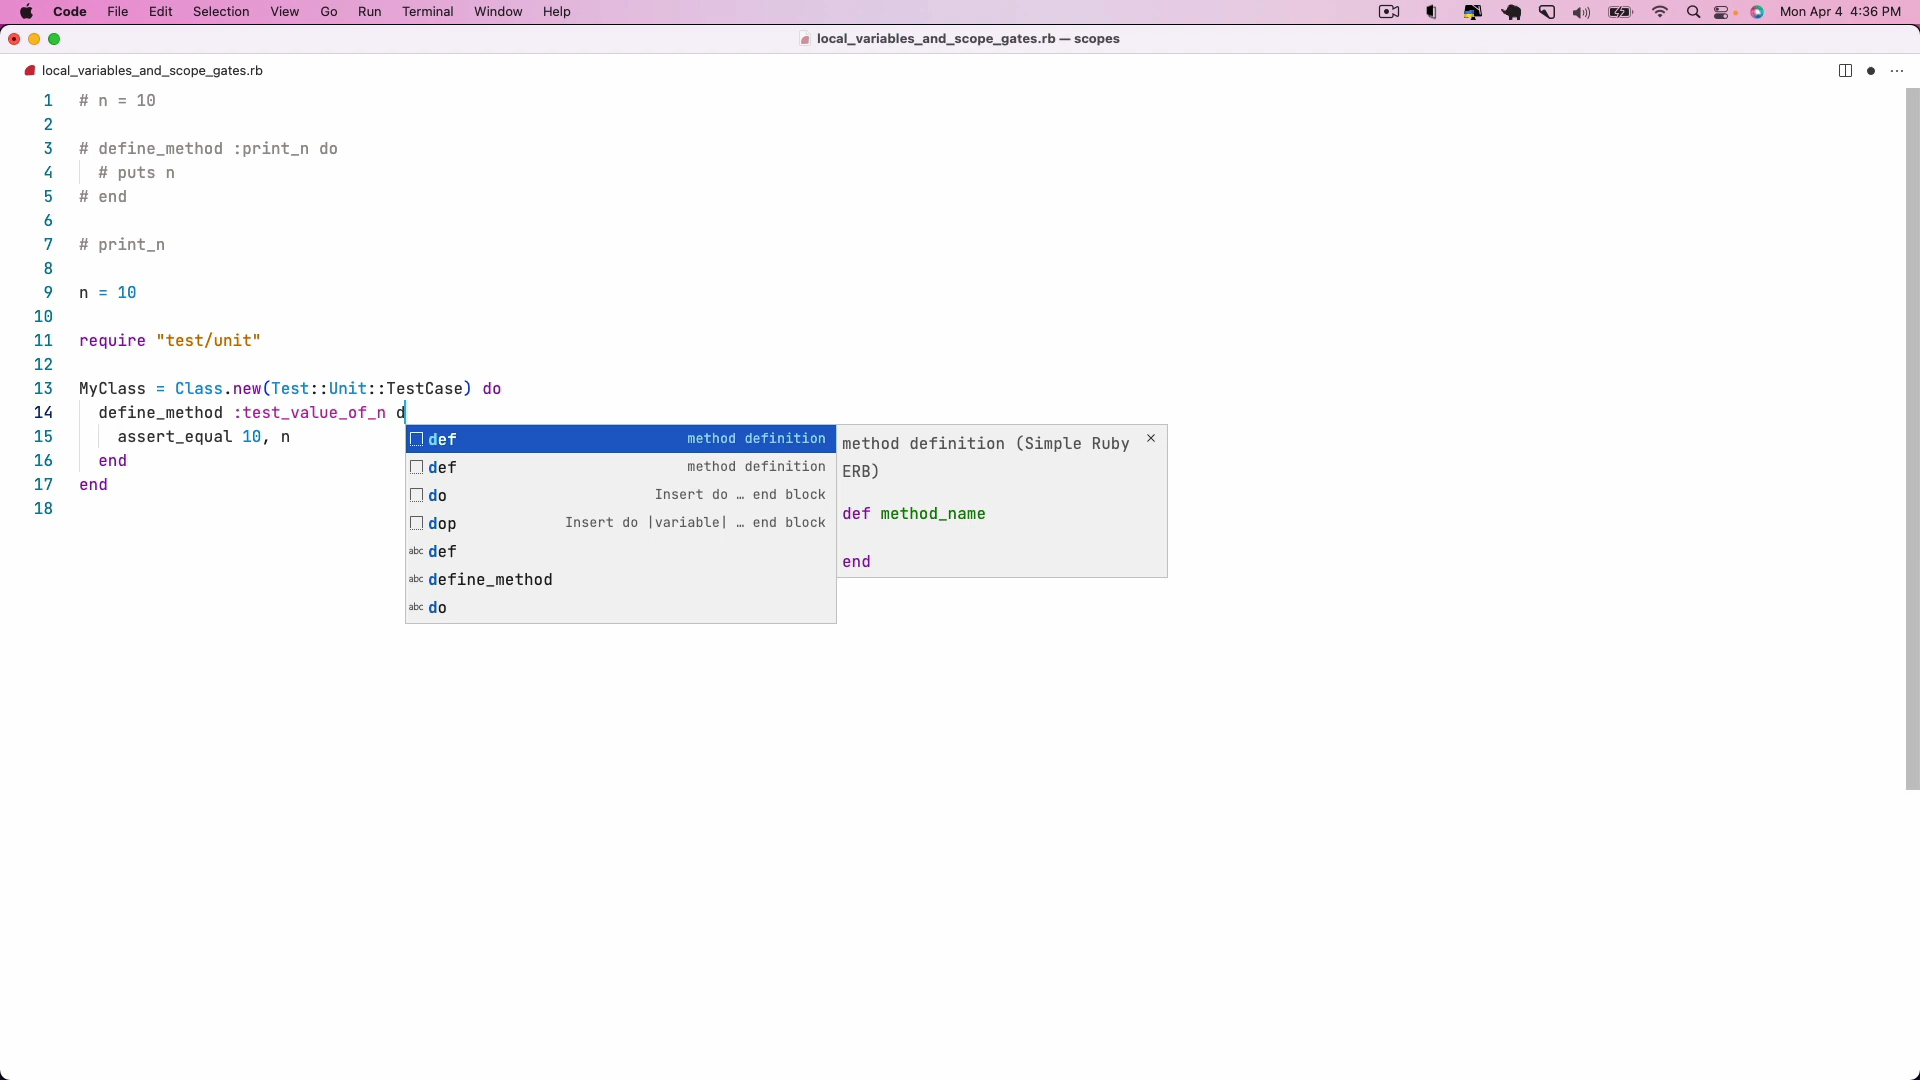 Code File Edit Selection View Go Run Terminal Window Help Mon Apr 4 4:36 PM
local_variables_and_scope_gates.rb — scopes
local_variables_and_scope_gates.rb
1 # n = 10
2
3 # define_method :print_n do
4 # puts n
5 # end
6
7 # print_n
8
9 n = 10
10
11 require "test/unit"
12
13 MyClass = Class.new(Test::Unit::TestCase) do
14 define_method :test_value_of_n d
15 assert_equal 10, n
16 end
17 end
18
def method definition
def method definition
do Insert do … end block
dop Insert do |variable| … end block
abc def
abc define_method
abc do
method definition (Simple Ruby
ERB)
def method_name
end